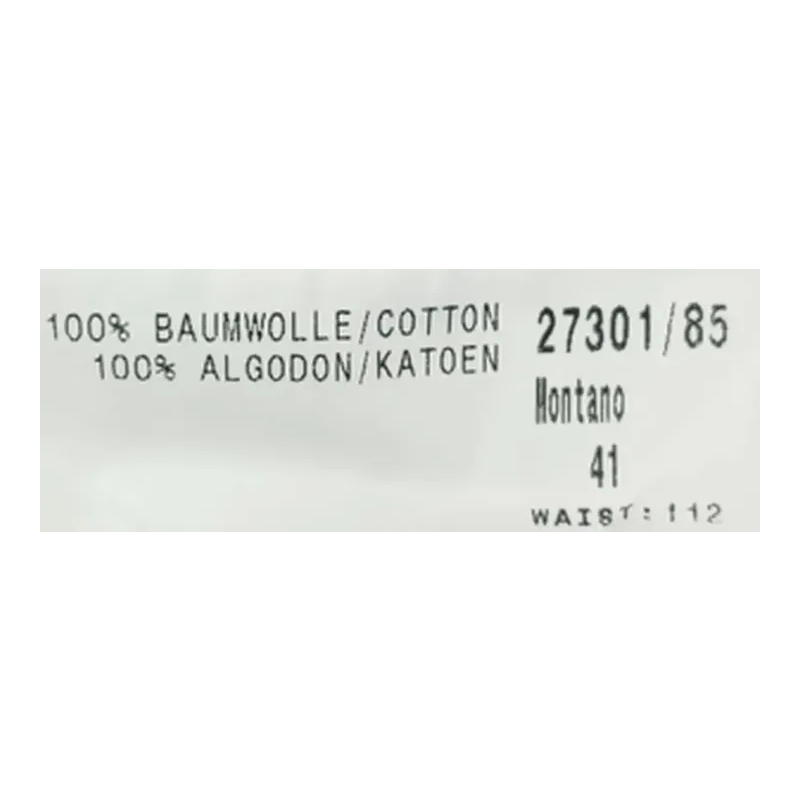 100% BAUMWOLLE/COTTON
100% ALGODON/KATOEN
27301/85
Montano
41
WAIST: 112